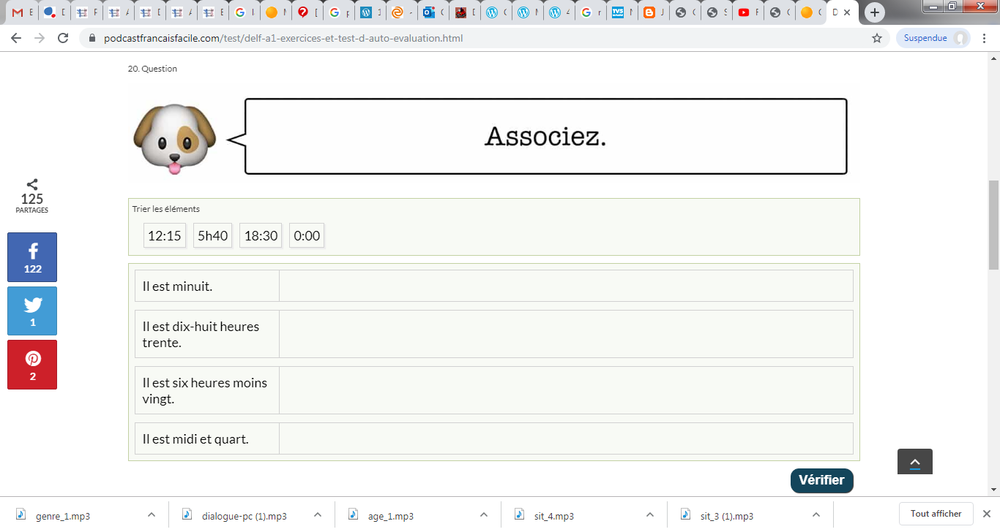 podcastfrancaisfacile.com/test/delf-a1-exercices-et-test-d-auto-evaluation.html
Suspendue
20. Question
Associez.
125
PARTAGES
122
1
2
Trier les éléments
12:15 5h40 18:30 0:00
Il est minuit.
Il est dix-huit heures
trente.
Il est six heures moins
vingt.
Il est midi et quart.
Vérifier
genre_1.mp3
dialogue-pc (1).mp3
age_1.mp3
sit_4.mp3
sit_3 (1).mp3
Tout afficher